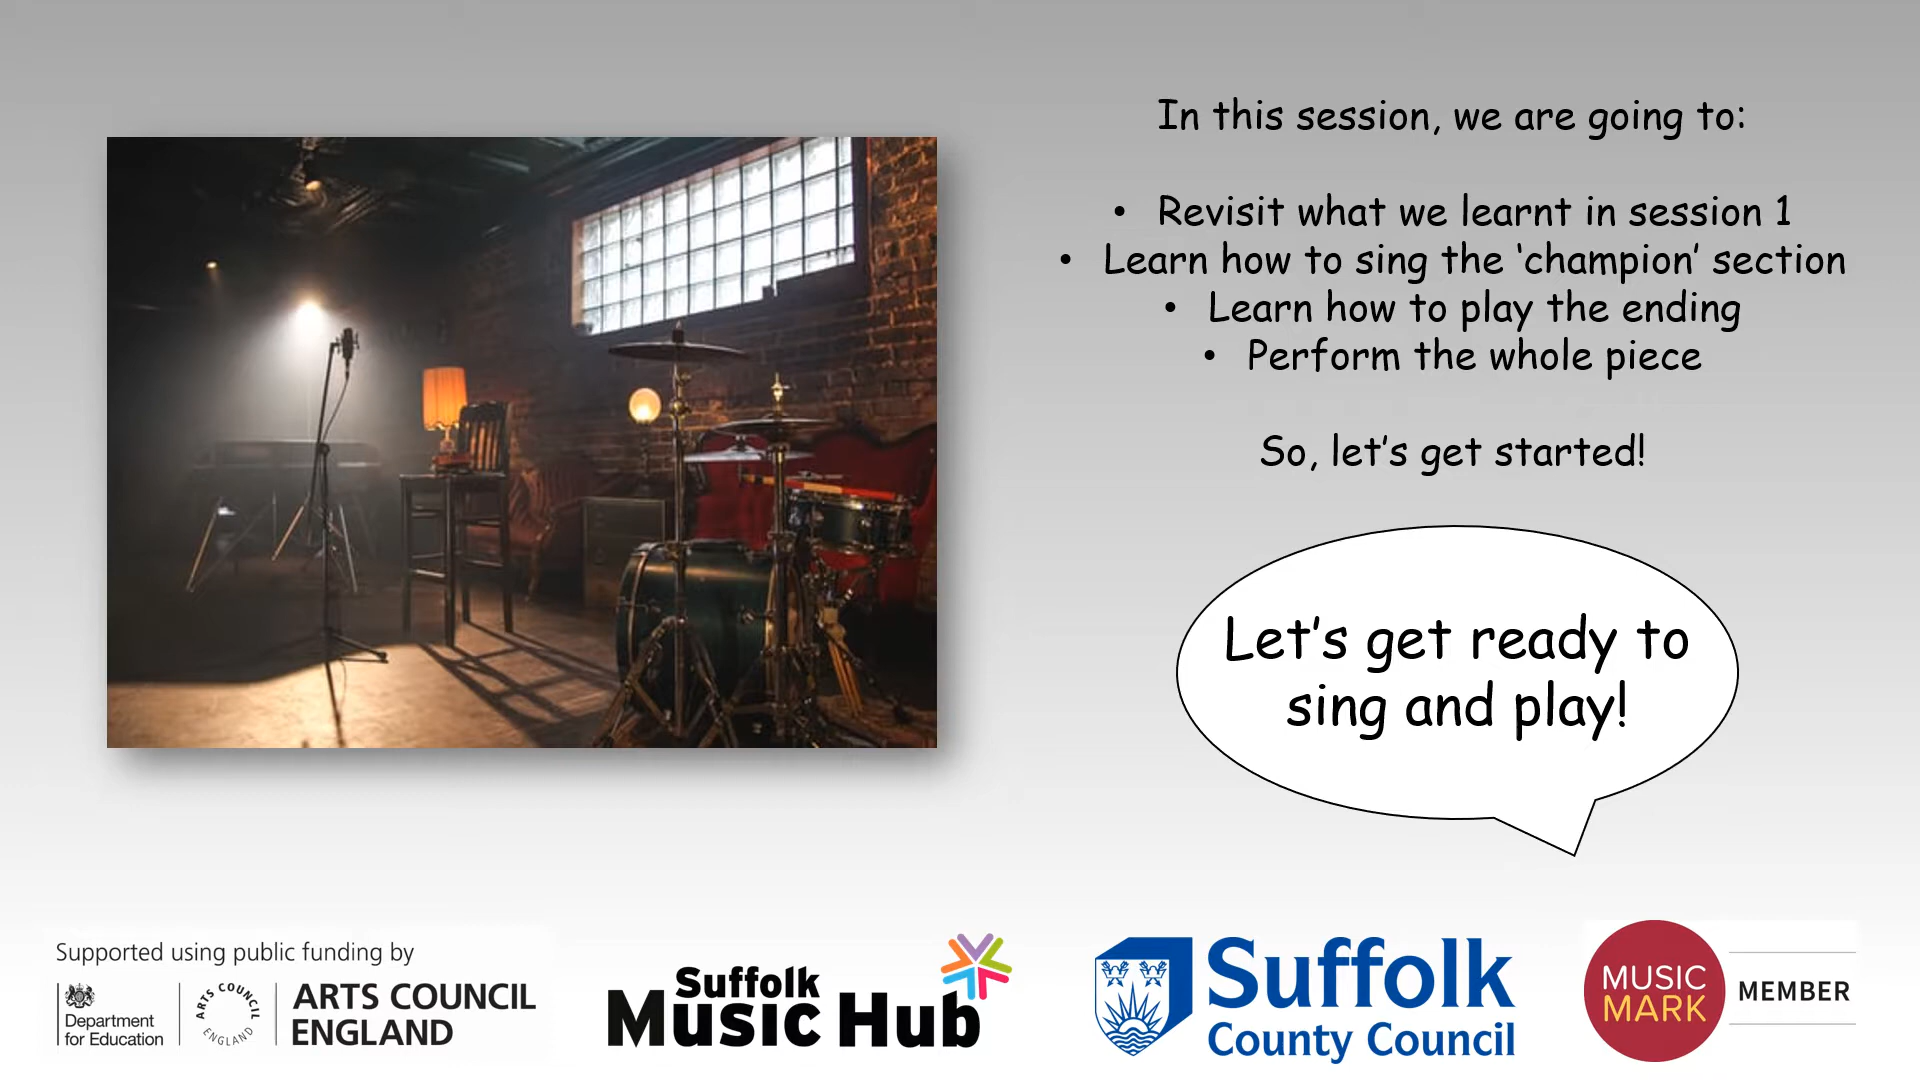 In this session, we are going to:
• Revisit what we learnt in session 1
• Learn how to sing the ‘champion’ section
• Learn how to play the ending
• Perform the whole piece
So, let’s get started!
Let’s get ready to
sing and play!
Supported using public funding by
Department
for Education
ARTS COUNCIL
ENGLAND
ARTS COUNCIL
ENGLAND
Suffolk
Music Hub
Suffolk
County Council
MUSIC
MARK
MEMBER